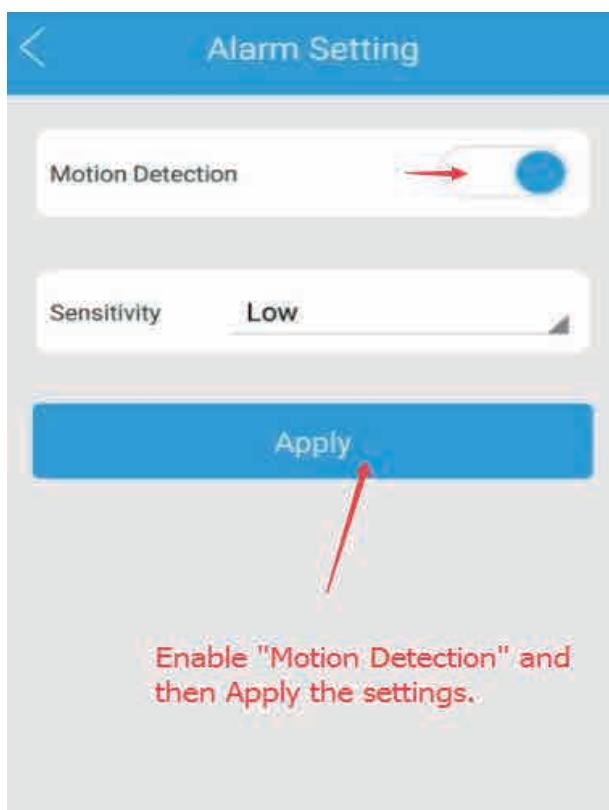 Alarm Setting
Motion Detection
Sensitivity Low
Apply
Enable "Motion Detection" and
then Apply the settings.